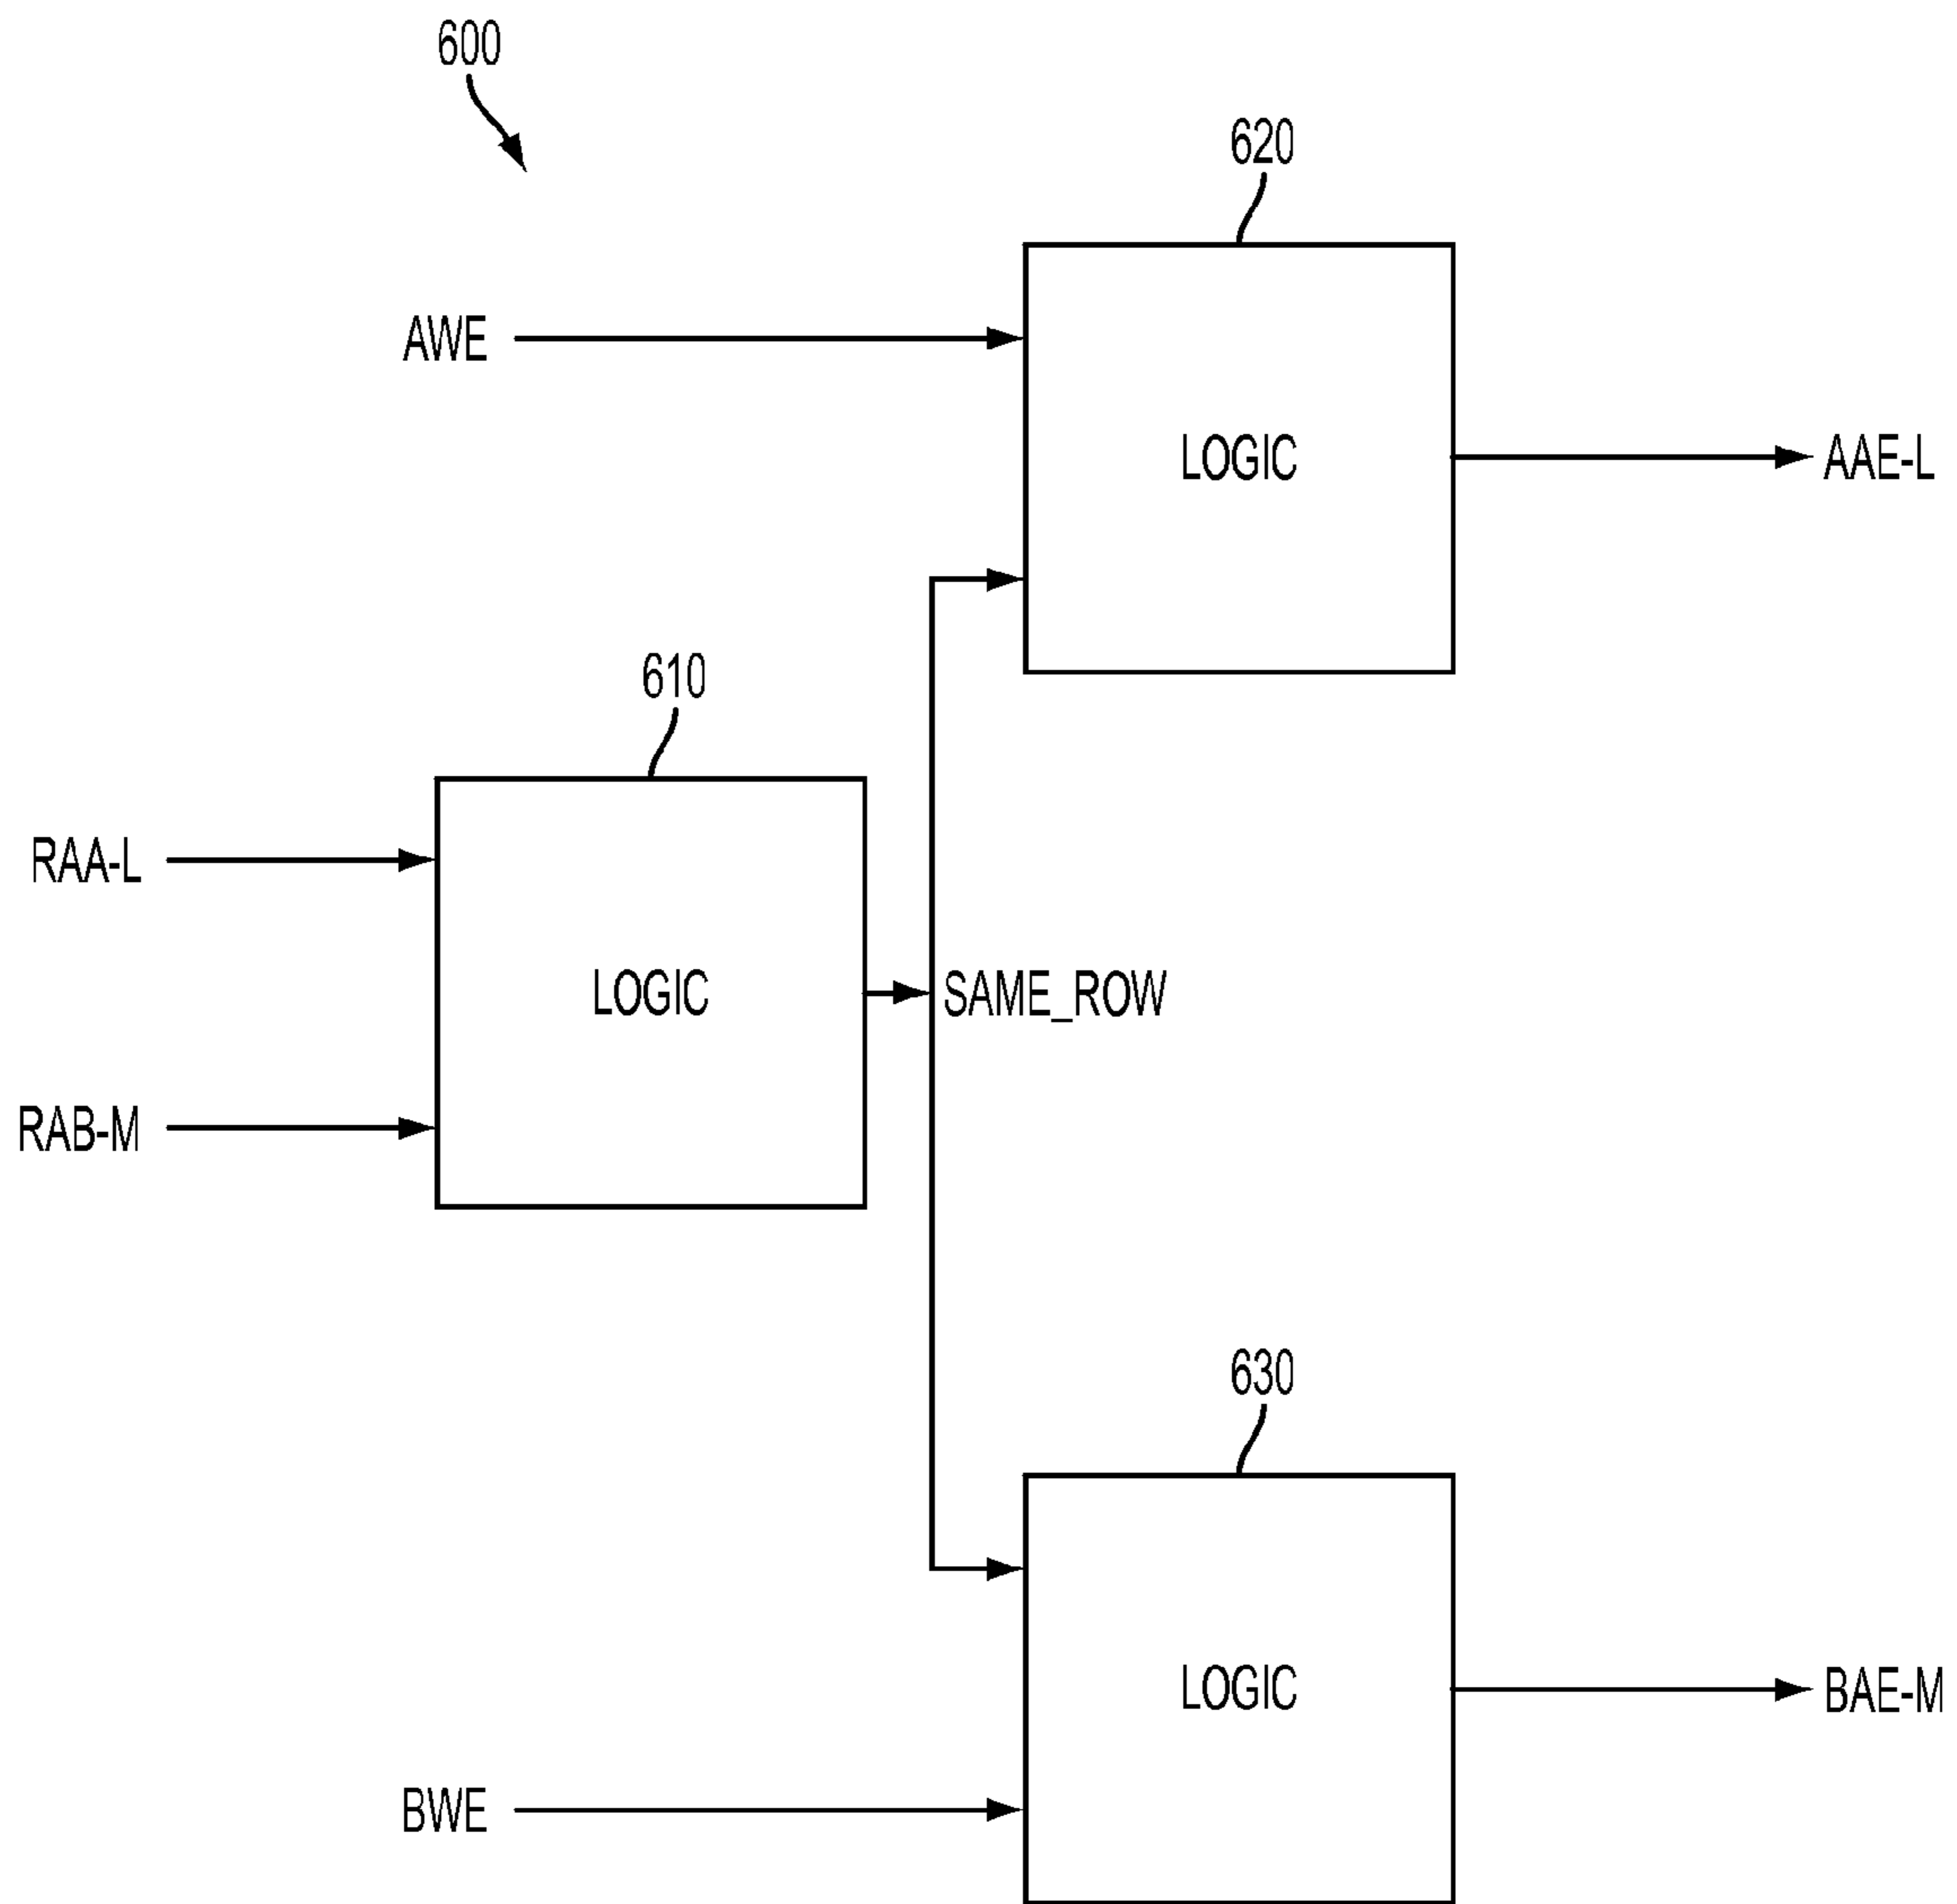 600
620
AWE
LOGIC
AAE-L
610
RAA-L
LOGIC
SAME_ROW
RAB-M
630
LOGIC
BAE-M
BWE